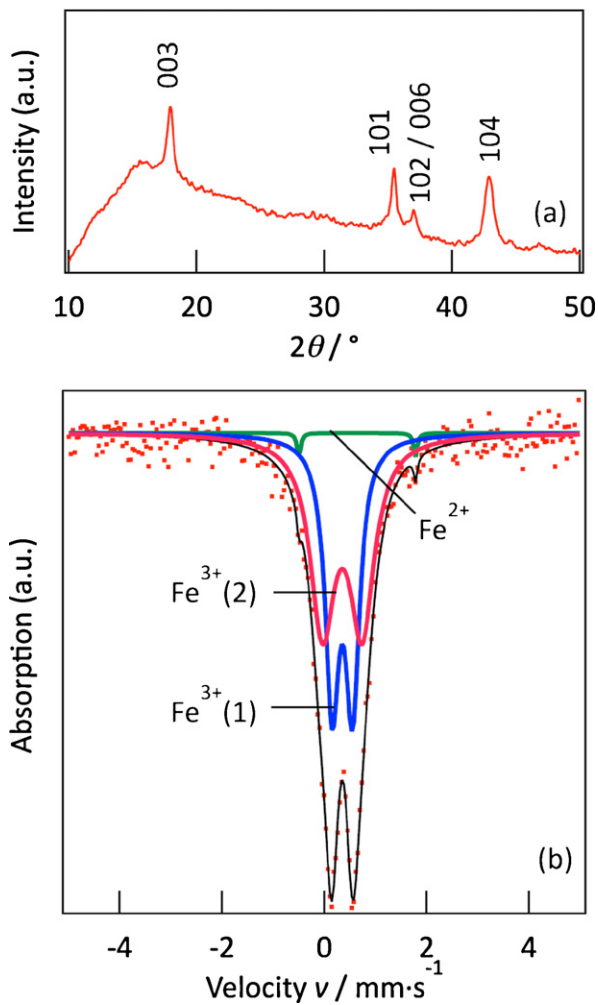 Intensity (a.u.)
003
101
102 / 006
104
(a)
10 20 30 40 50
2θ / °
Absorption (a.u.)
Fe2+
Fe3+(2)
Fe3+(1)
(b)
-4 -2 0 2 4
Velocity ν / mm·s-1